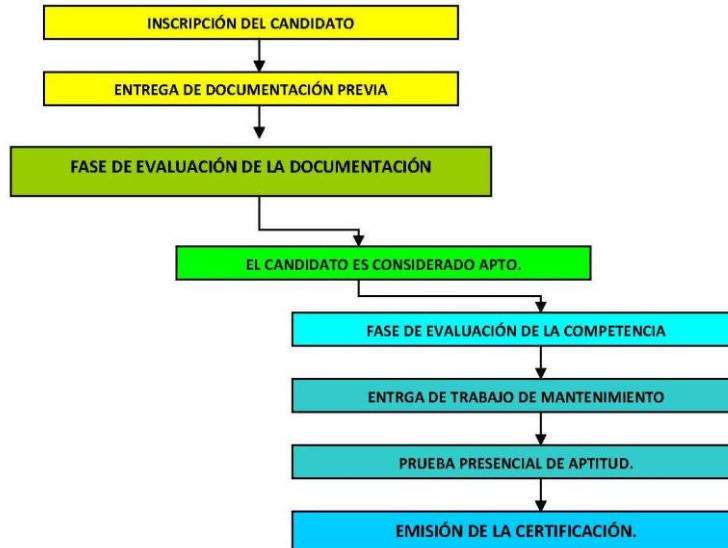 INSCRIPCIÓN DEL CANDIDATO
ENTREGA DE DOCUMENTACIÓN PREVIA
FASE DE EVALUACIÓN DE LA DOCUMENTACIÓN
EL CANDIDATO ES CONSIDERADO APTO.
FASE DE EVALUACIÓN DE LA COMPETENCIA
ENTRGA DE TRABAJO DE MANTENIMIENTO
PRUEBA PRESENCIAL DE APTITUD.
EMISIÓN DE LA CERTIFICACIÓN.